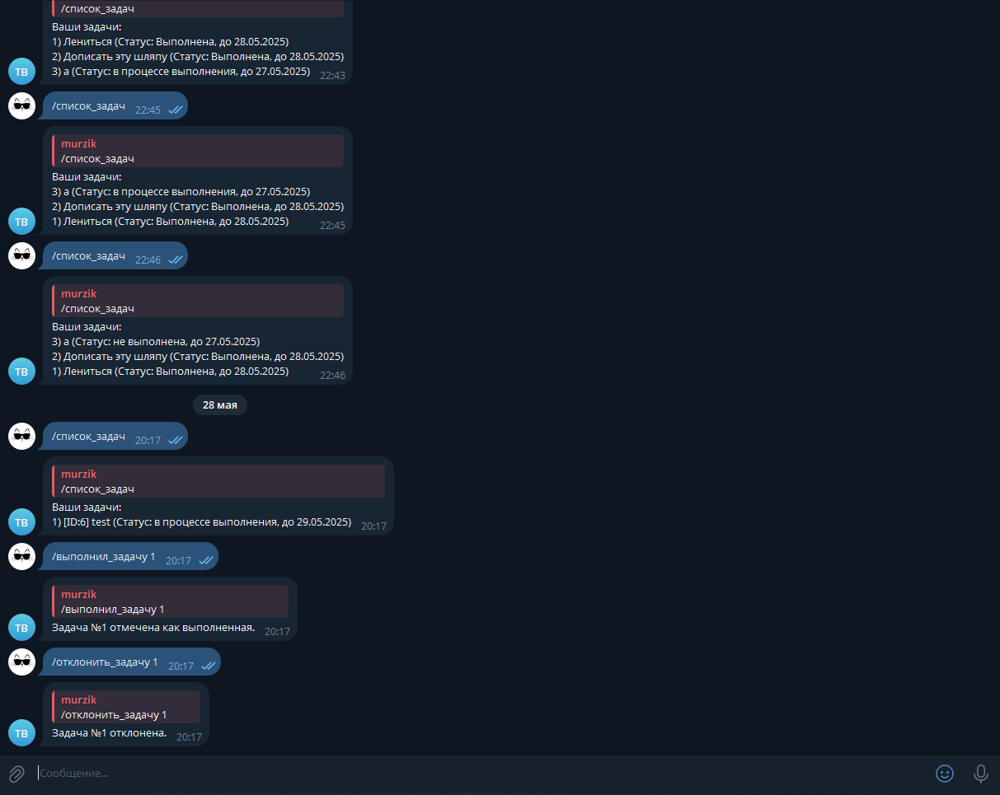 /список_задач
Ваши задачи:
1) Лениться (Статус: Выполнена, до 28.05.2025)
2) Дописать эту шляпу (Статус: Выполнена, до 28.05.2025)
3) а (Статус: в процессе выполнения, до 27.05.2025)
22:43
ТВ
/список_задач 22:45
murzik
/список_задач
Ваши задачи:
3) а (Статус: в процессе выполнения, до 27.05.2025)
2) Дописать эту шляпу (Статус: Выполнена, до 28.05.2025)
1) Лениться (Статус: Выполнена, до 28.05.2025)
22:45
ТВ
/список_задач 22:46
murzik
/список_задач
Ваши задачи:
3) а (Статус: не выполнена, до 27.05.2025)
2) Дописать эту шляпу (Статус: Выполнена, до 28.05.2025)
1) Лениться (Статус: Выполнена, до 28.05.2025)
22:46
ТВ
28 мая
/список_задач 20:17
murzik
/список_задач
Ваши задачи:
1) [ID:6] test (Статус: в процессе выполнения, до 29.05.2025) 20:17
ТВ
/выполнил_задачу 1 20:17
murzik
/выполнил_задачу 1
Задача №1 отмечена как выполненная. 20:17
ТВ
/отклонить_задачу 1 20:17
murzik
/отклонить_задачу 1
Задача №1 отклонена. 20:17
ТВ
Сообщение...